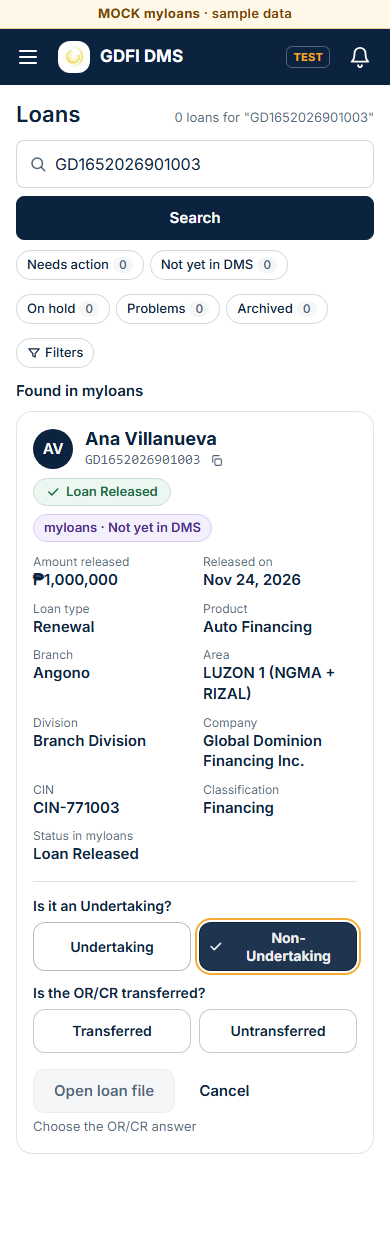 MOCK myloans · sample data
GDFI DMS
TEST
Loans
0 loans for "GD1652026901003"
GD1652026901003
Search
Needs action 0
Not yet in DMS 0
On hold 0
Problems 0
Archived 0
Filters
Found in myloans
AV
Ana Villanueva
GD1652026901003
Loan Released
myloans · Not yet in DMS
Amount released
₱1,000,000
Released on
Nov 24, 2026
Loan type
Renewal
Product
Auto Financing
Branch
Angono
Area
LUZON 1 (NGMA +
RIZAL)
Division
Branch Division
Company
Global Dominion
Financing Inc.
CIN
CIN-771003
Classification
Financing
Status in myloans
Loan Released
Is it an Undertaking?
Undertaking
Non-
Undertaking
Is the OR/CR transferred?
Transferred
Untransferred
Open loan file
Cancel
Choose the OR/CR answer